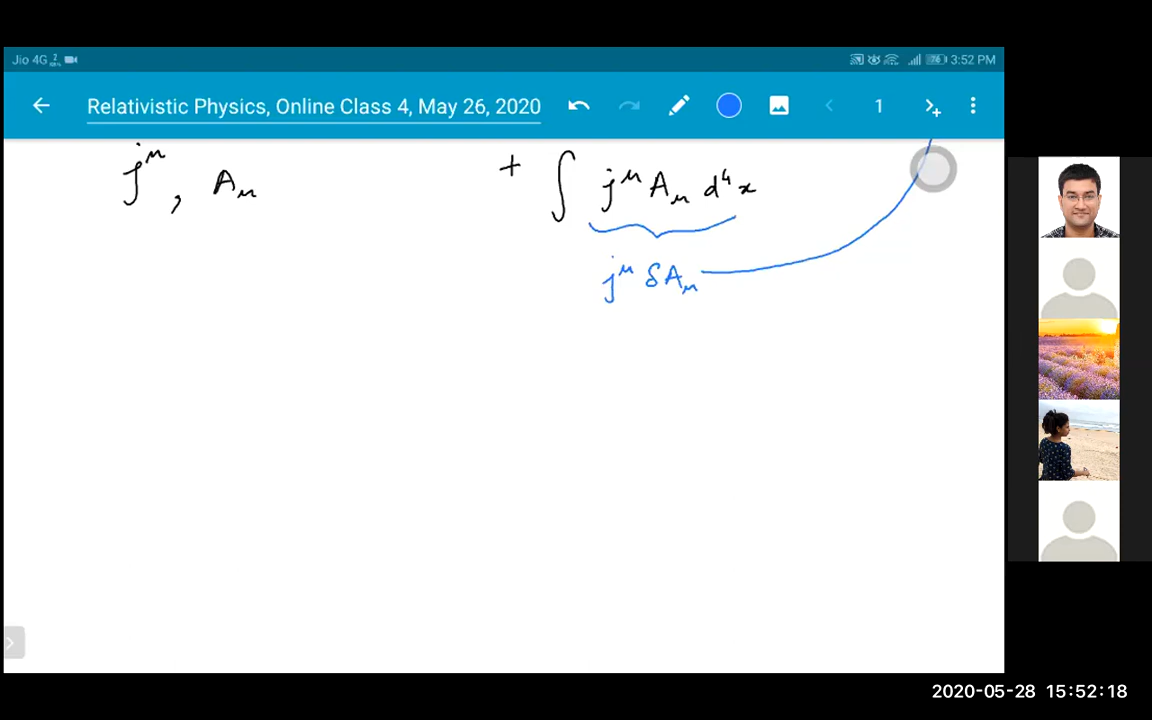 Jio 4G 3:52 PM
Relativistic Physics, Online Class 4, May 26, 2020 1
j^μ , A_μ + ∫ j^μ A_μ d⁴x
j^μ δA_μ
2020-05-28 15:52:18